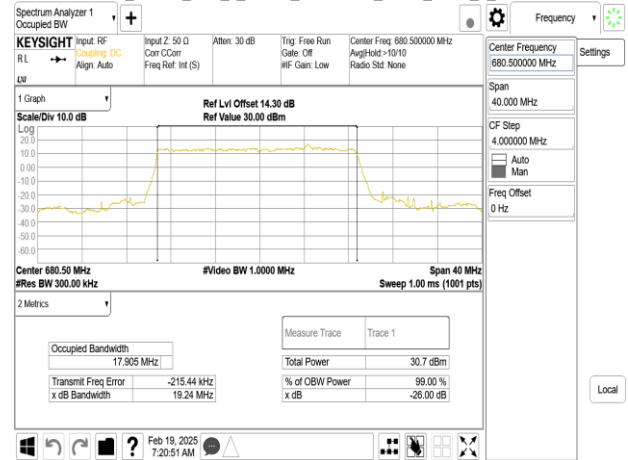 Spectrum Analyzer 1
Occupied BW
Frequency
KEYSIGHT
Input: RF
Coupling: DC
Align: Auto
Input Z: 50 Ω
Corr CCorr
Freq Ref: Int (S)
Atten: 30 dB
Trig: Free Run
Gate: Off
#IF Gain: Low
Center Freq: 680.500000 MHz
Avg|Hold:>10/10
Radio Std: None
RL
LXI
Center Frequency
680.500000 MHz
Settings
Span
40.000 MHz
CF Step
4.000000 MHz
Auto
Man
Freq Offset
0 Hz
1 Graph
Ref Lvl Offset 14.30 dB
Scale/Div 10.0 dB
Ref Value 30.00 dBm
Log
20.0
10.0
0.00
-10.0
-20.0
-30.0
-40.0
-50.0
-60.0
Center 680.50 MHz
#Video BW 1.0000 MHz
Span 40 MHz
#Res BW 300.00 kHz
Sweep 1.00 ms (1001 pts)
2 Metrics
Measure Trace
Trace 1
Occupied Bandwidth
17.905 MHz
Total Power
30.7 dBm
Transmit Freq Error
-215.44 kHz
% of OBW Power
99.00 %
x dB Bandwidth
19.24 MHz
x dB
-26.00 dB
Local
Feb 19, 2025
7:20:51 AM